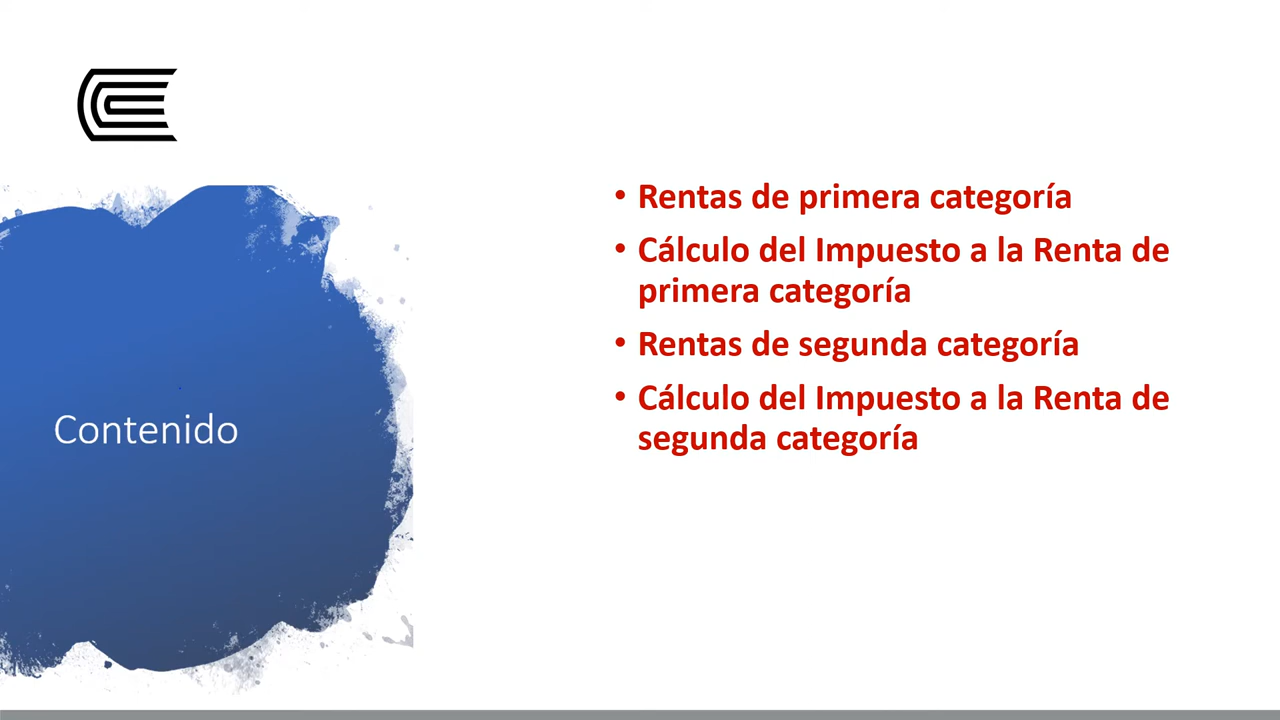 Contenido
• Rentas de primera categoría
• Cálculo del Impuesto a la Renta de
primera categoría
• Rentas de segunda categoría
• Cálculo del Impuesto a la Renta de
segunda categoría